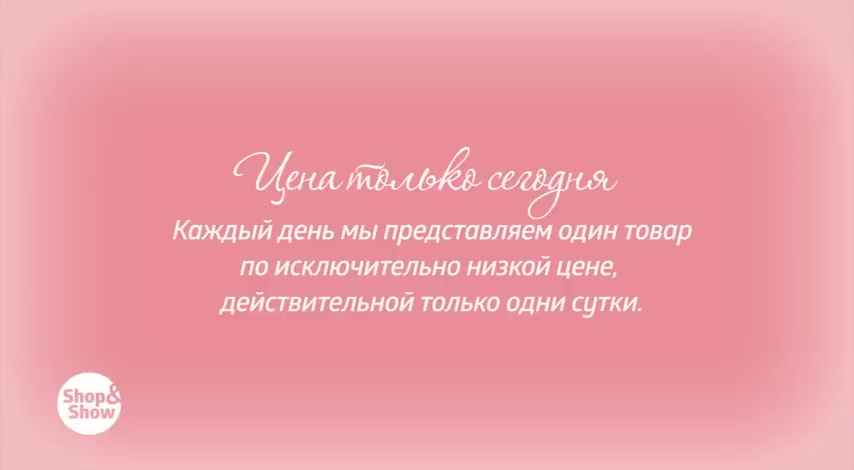 Цена только сегодня
Каждый день мы представляем один товар
по исключительно низкой цене,
действительной только одни сутки.
Shop&
Show